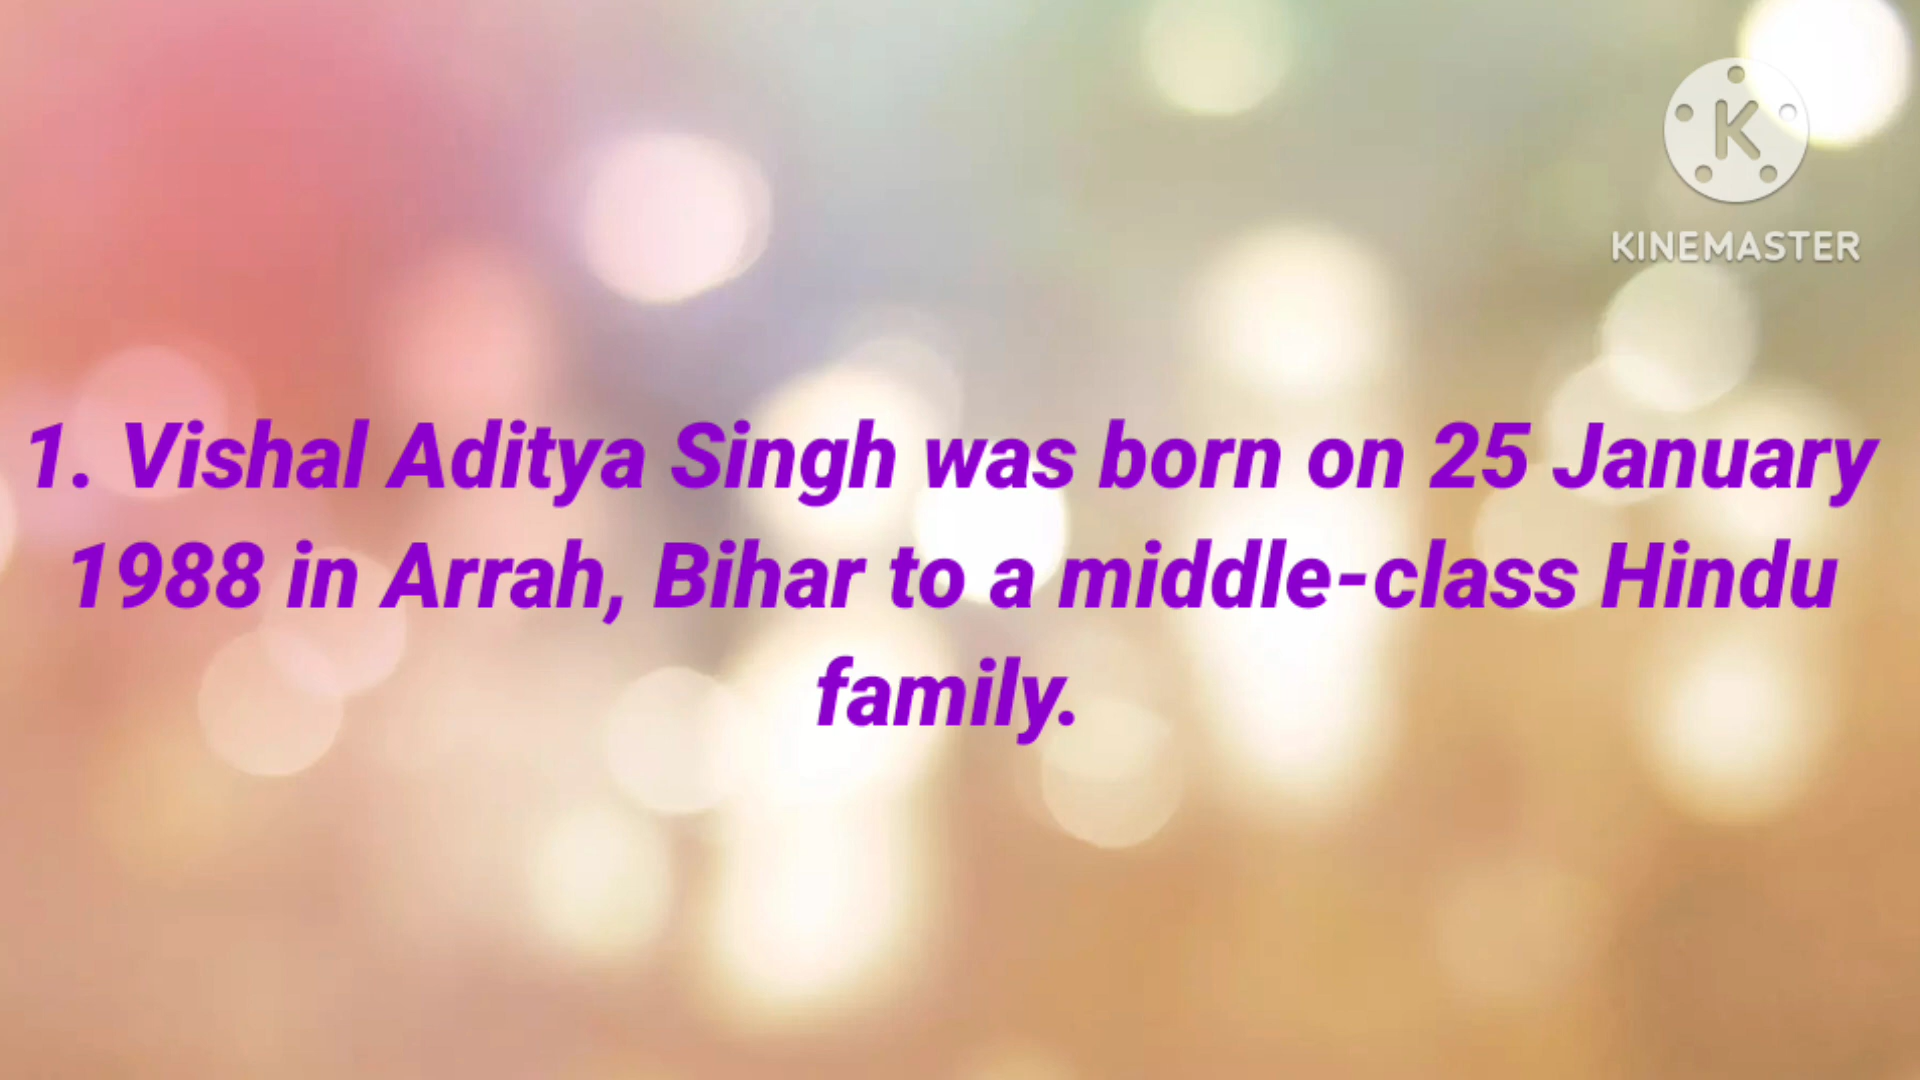 K
KINEMASTER
1. Vishal Aditya Singh was born on 25 January
1988 in Arrah, Bihar to a middle-class Hindu
family.